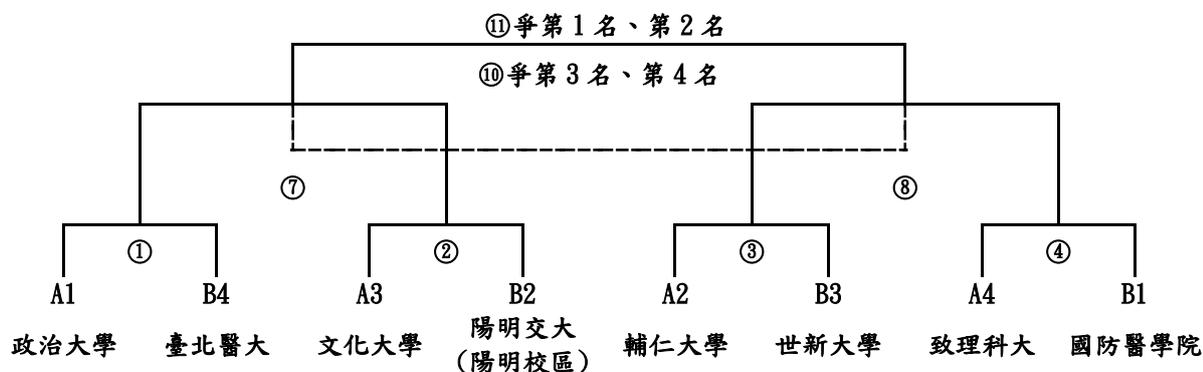 ⑪爭第1名、第2名
⑩爭第3名、第4名
⑦ ⑧
① ② ③ ④
A1 B4 A3 B2 A2 B3 A4 B1
政治大學 臺北醫大 文化大學 陽明交大 輔仁大學 世新大學 致理科大 國防醫學院
(陽明校區)